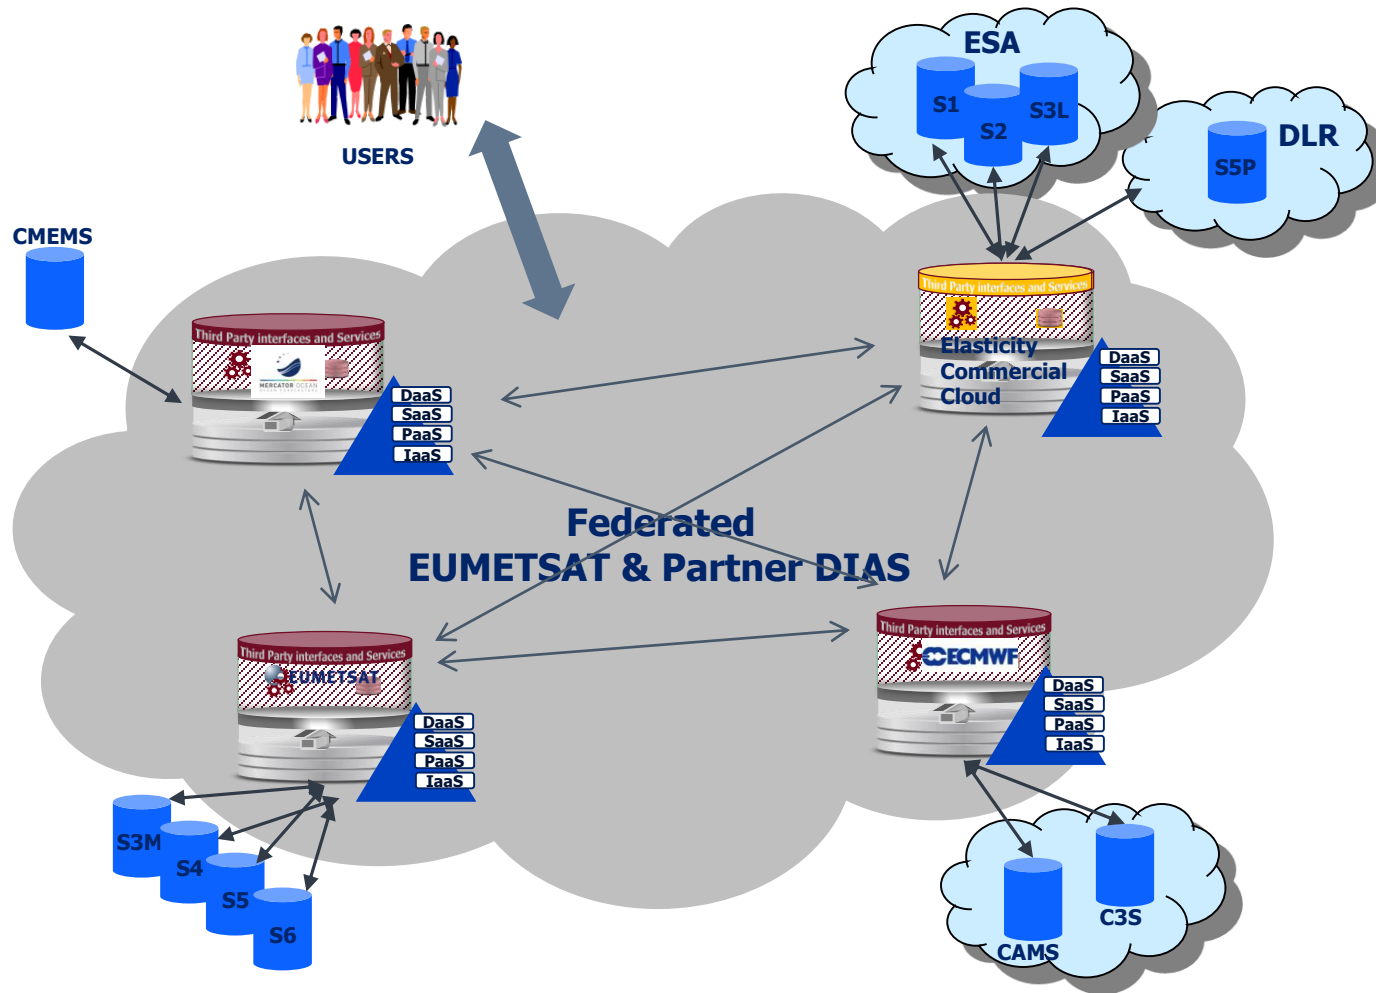 USERS
ESA
S1
S2
S3L
DLR
S5P
CMEMS
Third Party interfaces and Services
MERCATOR OCEAN
DaaS
SaaS
PaaS
IaaS
Third Party interfaces and Services
Elasticity
Commercial
Cloud
DaaS
SaaS
PaaS
IaaS
Federated
EUMETSAT & Partner DIAS
Third Party interfaces and Services
EUMETSAT
DaaS
SaaS
PaaS
IaaS
Third Party interfaces and Services
ECMWF
DaaS
SaaS
PaaS
IaaS
S3M
S4
S5
S6
CAMS
C3S